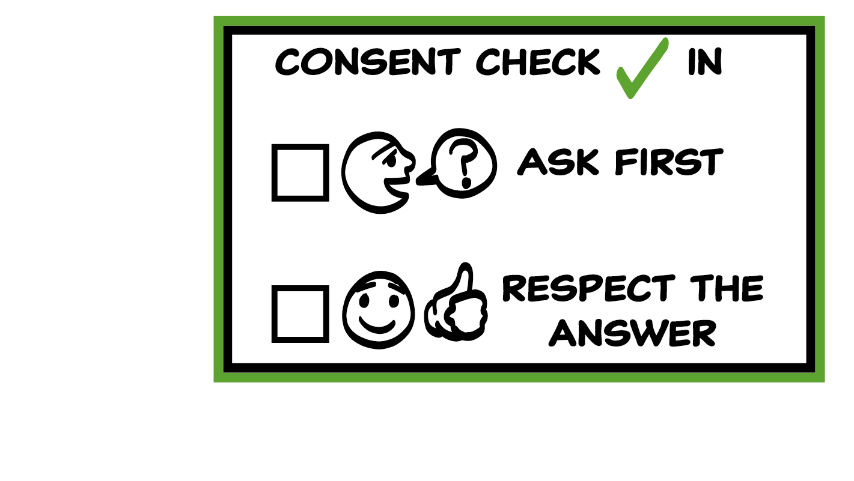 CONSENT CHECK IN
? ASK FIRST
RESPECT THE
ANSWER